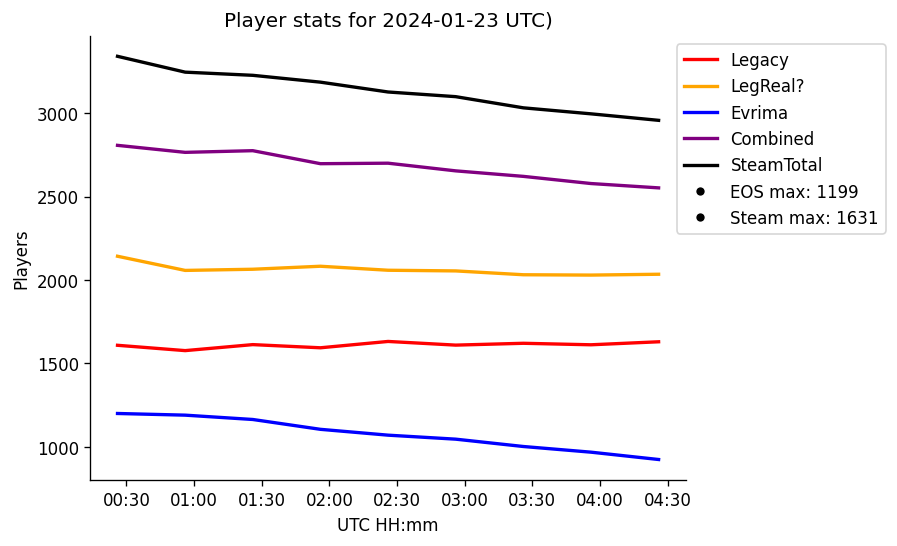 Player stats for 2024-01-23 UTC)
Legacy
LegReal?
Evrima
Combined
SteamTotal
EOS max: 1199
Steam max: 1631
Players
3000
2500
2000
1500
1000
00:30 01:00 01:30 02:00 02:30 03:00 03:30 04:00 04:30
UTC HH:mm